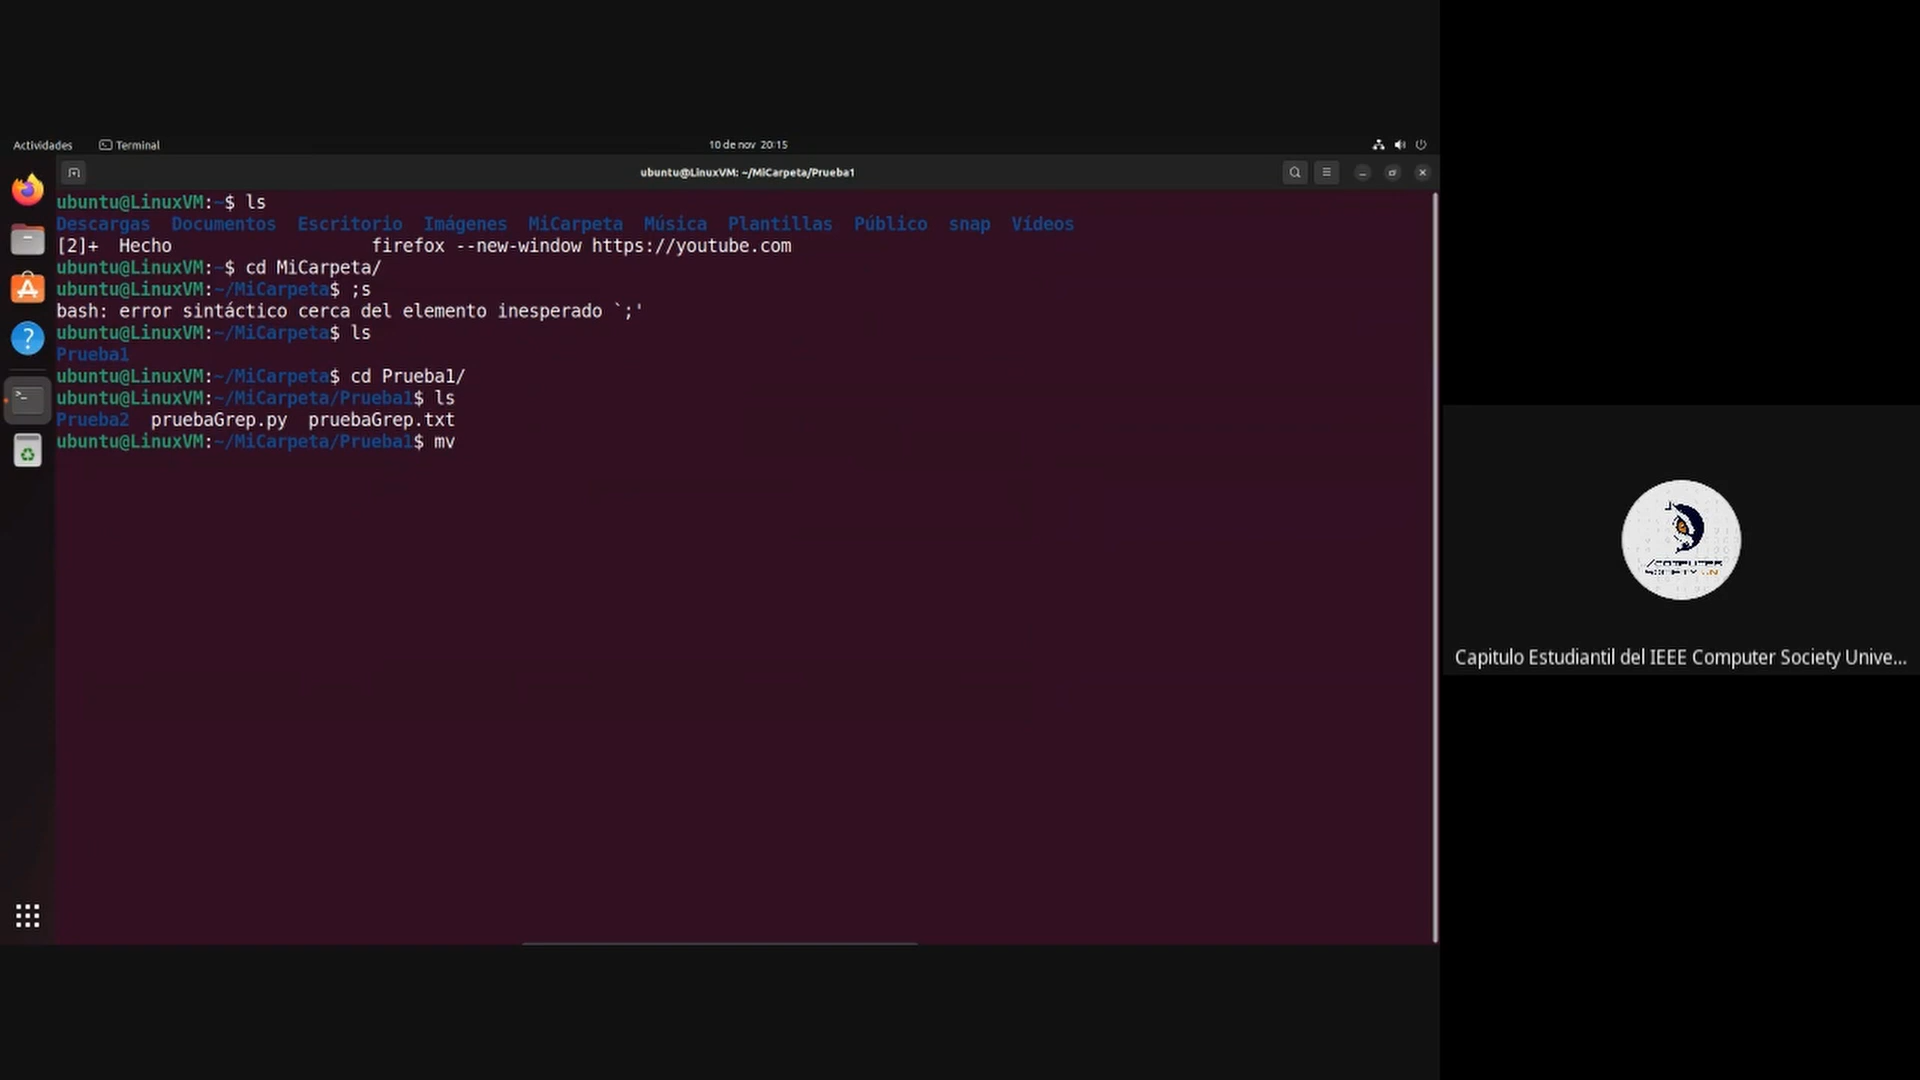 Actividades
Terminal
10 de nov 20:15
ubuntu@LinuxVM: ~/MiCarpeta/Prueba1
ubuntu@LinuxVM:~$ ls
Descargas Documentos Escritorio Imágenes MiCarpeta Música Plantillas Público snap Vídeos
[2]+ Hecho firefox --new-window https://youtube.com
ubuntu@LinuxVM:~$ cd MiCarpeta/
ubuntu@LinuxVM:~/MiCarpeta$ ;s
bash: error sintáctico cerca del elemento inesperado `;'
ubuntu@LinuxVM:~/MiCarpeta$ ls
Prueba1
ubuntu@LinuxVM:~/MiCarpeta$ cd Prueba1/
ubuntu@LinuxVM:~/MiCarpeta/Prueba1$ ls
Prueba2 pruebaGrep.py pruebaGrep.txt
ubuntu@LinuxVM:~/MiCarpeta/Prueba1$ mv
Capitulo Estudiantil del IEEE Computer Society Unive...